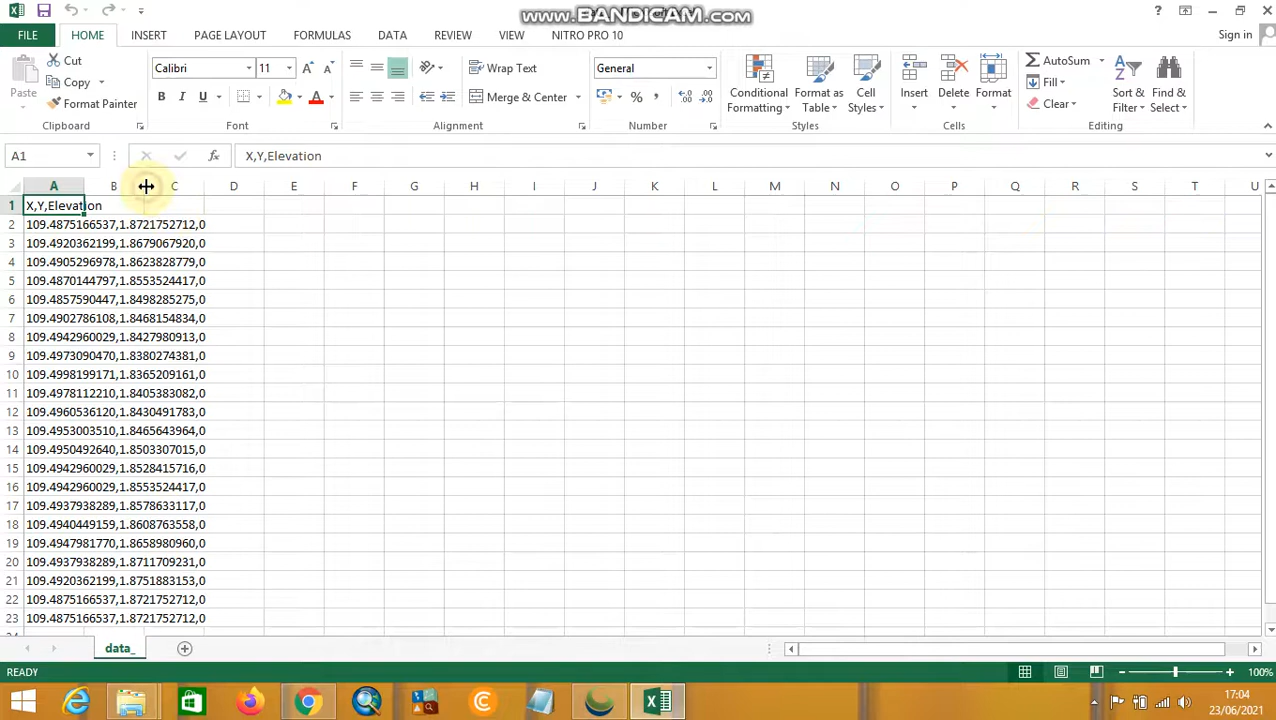 www.BANDICAM.com
Sign in
FILE HOME INSERT PAGE LAYOUT FORMULAS DATA REVIEW VIEW NITRO PRO 10
Cut
Copy
Format Painter
Paste
Calibri 11
B I U
Wrap Text
Merge & Center
General
Conditional Formatting
Format as Table
Cell Styles
Insert
Delete
Format
AutoSum
Fill
Clear
Sort & Filter
Find & Select
Clipboard Font Alignment Number Styles Cells Editing
A1 X,Y,Elevation
A B C D E F G H I J K L M N O P Q R S T U
1 X,Y,Elevation
2 109.4875166537,1.8721752712,0
3 109.4920362199,1.8679067920,0
4 109.4905296978,1.8623828779,0
5 109.4870144797,1.8553524417,0
6 109.4857590447,1.8498285275,0
7 109.4902786108,1.8468154834,0
8 109.4942960029,1.8427980913,0
9 109.4973090470,1.8380274381,0
10 109.4998199171,1.8365209161,0
11 109.4978112210,1.8405383082,0
12 109.4960536120,1.8430491783,0
13 109.4953003510,1.8465643964,0
14 109.4950492640,1.8503307015,0
15 109.4942960029,1.8528415716,0
16 109.4942960029,1.8553524417,0
17 109.4937938289,1.8578633117,0
18 109.4940449159,1.8608763558,0
19 109.4947981770,1.8658980960,0
20 109.4937938289,1.8711709231,0
21 109.4920362199,1.8751883153,0
22 109.4875166537,1.8721752712,0
23 109.4875166537,1.8721752712,0
data_
READY
100%
17:04
23/06/2021